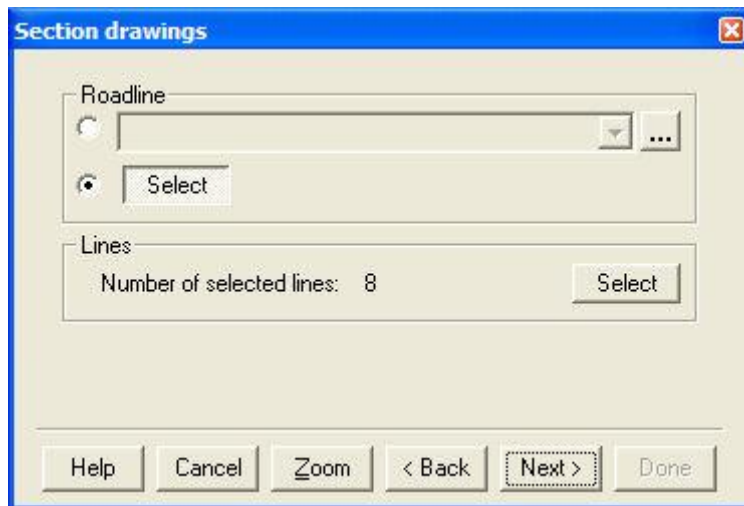 Section drawings
Roadline
...
Select
Lines
Number of selected lines: 8 Select
Help Cancel Zoom < Back Next > Done